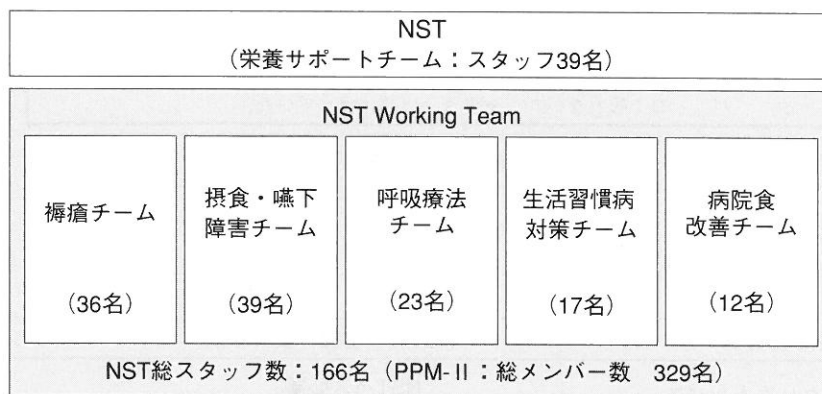 NST
(栄養サポートチーム：スタッフ39名)
NST Working Team
褥瘡チーム
(36名)
摂食・嚥下
障害チーム
(39名)
呼吸療法
チーム
(23名)
生活習慣病
対策チーム
(17名)
病院食
改善チーム
(12名)
NST総スタッフ数：166名 (PPM-II：総メンバー数　329名)